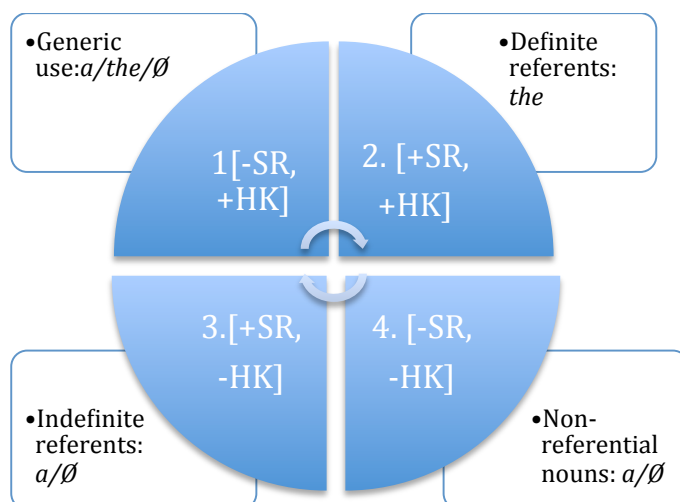 •Generic
use:a/the/Ø
•Definite
referents:
the
1[-SR,
+HK]
2. [+SR,
+HK]
3.[+SR,
-HK]
4. [-SR,
-HK]
•Indefinite
referents:
a/Ø
•Non-
referential
nouns: a/Ø